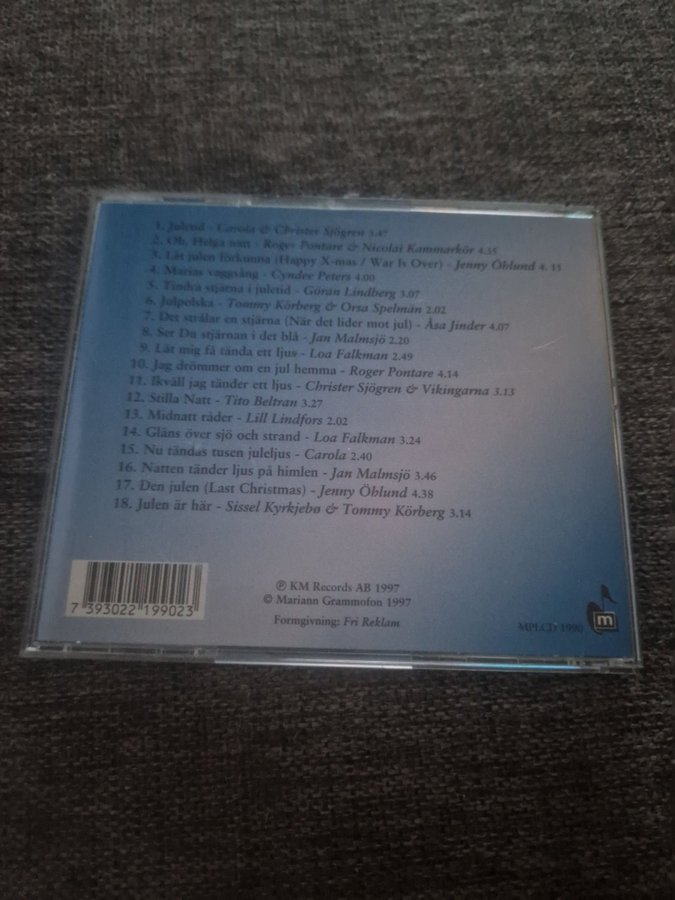 1. Juletid - Carola & Christer Sjögren 3.47
2. Oh, Helga natt - Roger Pontare & Nicolai Kammarkör 4.35
3. Låt julen förkunna (Happy X-mas / War Is Over) - Jenny Öhlund 4.11
4. Marias vaggsång - Cyndee Peters 4.00
5. Tindra stjärna i juletid - Göran Lindberg 3.07
6. Julpolska - Tommy Körberg & Orsa Spelmän 2.02
7. Det strålar en stjärna (När det lider mot jul) - Åsa Jinder 4.07
8. Ser Du stjärnan i det blå - Jan Malmsjö 2.20
9. Låt mig få tända ett ljus - Loa Falkman 2.49
10. Jag drömmer om en jul hemma - Roger Pontare 4.14
11. Ikväll jag tänder ett ljus - Christer Sjögren & Vikingarna 3.13
12. Stilla Natt - Tito Beltran 3.27
13. Midnatt råder - Lill Lindfors 2.02
14. Gläns över sjö och strand - Loa Falkman 3.24
15. Nu tändas tusen juleljus - Carola 2.40
16. Natten tänder ljus på himlen - Jan Malmsjö 3.46
17. Den julen (Last Christmas) - Jenny Öhlund 4.38
18. Julen är här - Sissel Kyrkjebø & Tommy Körberg 3.14
7 393022 199023
℗ KM Records AB 1997
© Mariann Grammofon 1997
Formgivning: Fri Reklam
MPLCD 1990
m